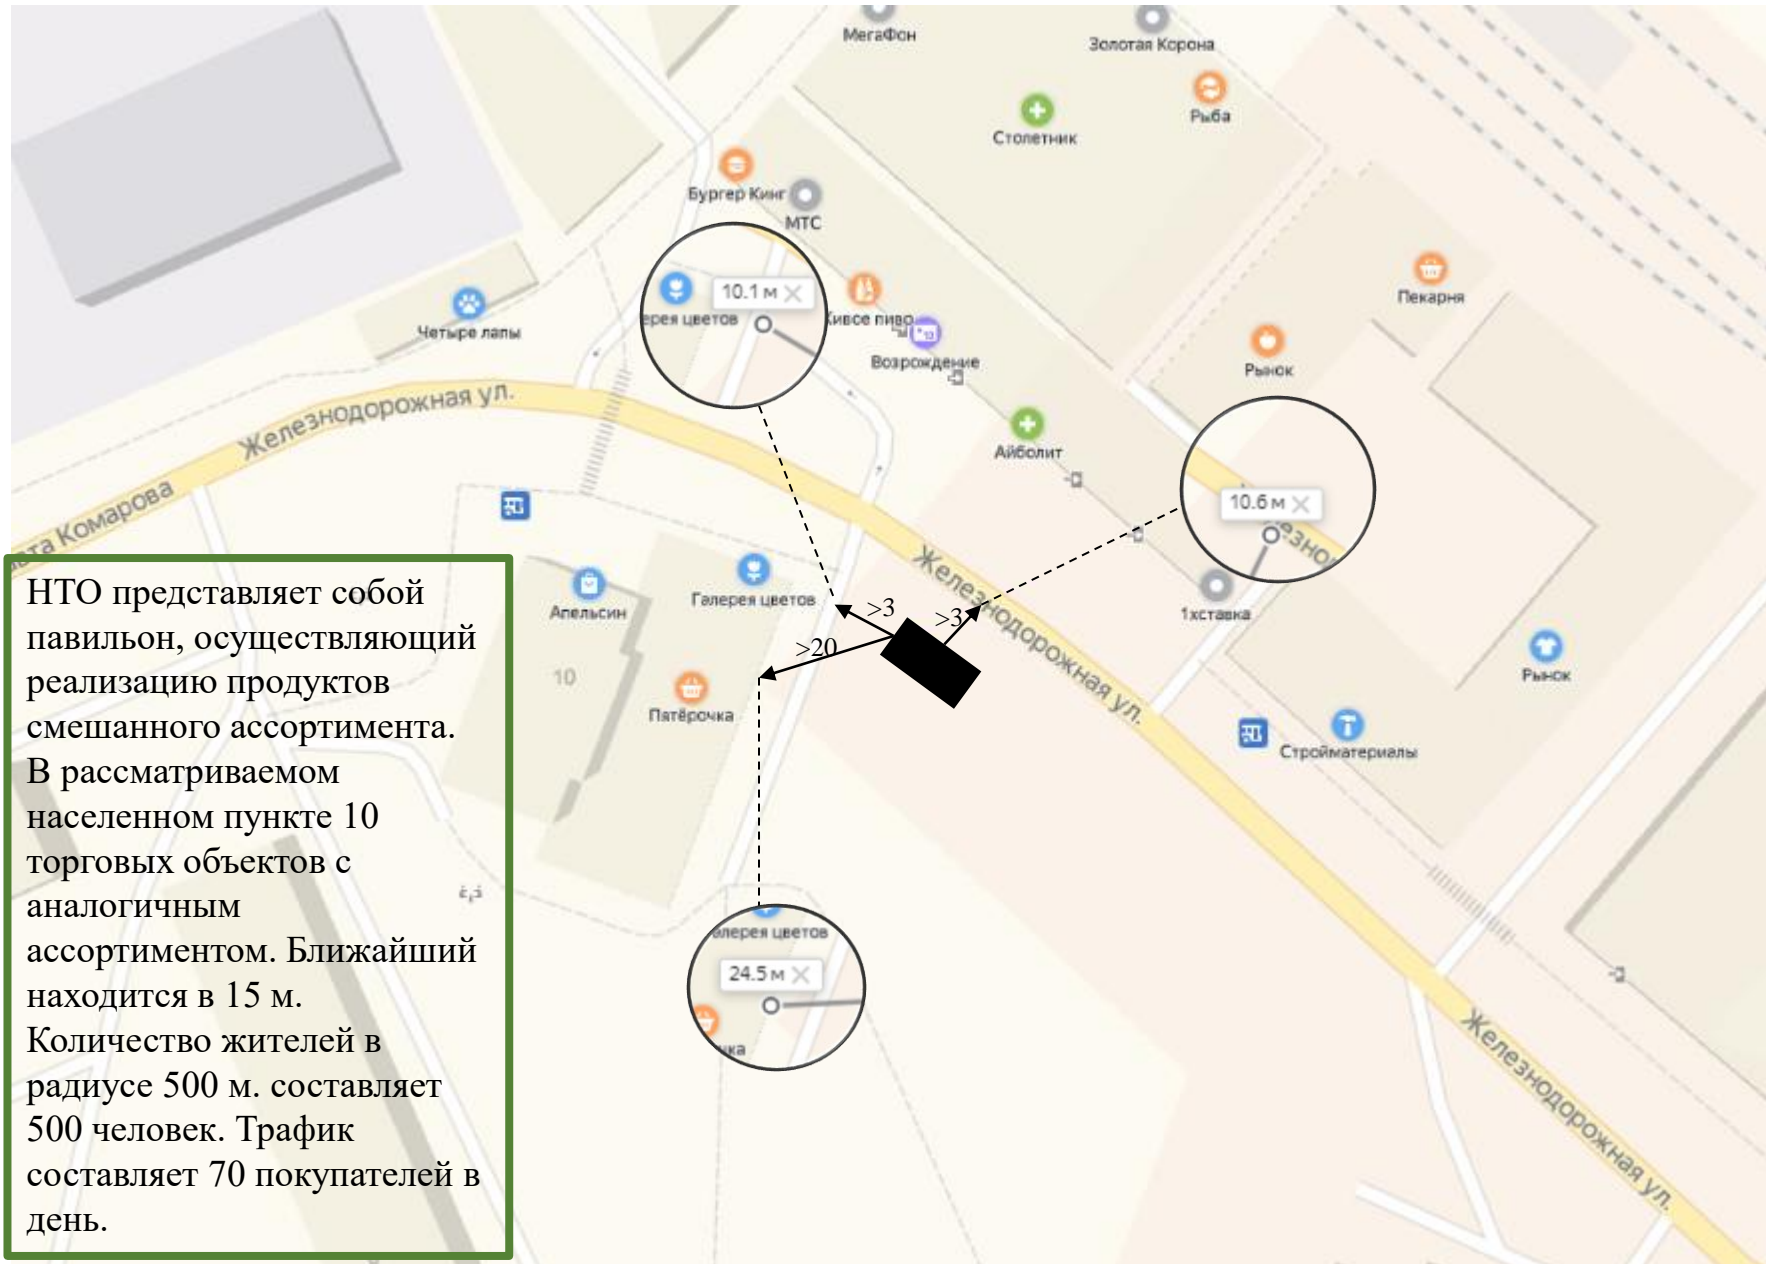 МегаФон
Золотая Корона
Рыба
Столетник
Бургер Кинг
МТС
10.1 м
ерея цветов
Живое пиво
Возрождение
Четыре лапы
Пекарня
Рынок
Железнодорожная ул.
Айболит
10.6 м
езно
1хставка
Апельсин
Галерея цветов
10
Пятёрочка
>3
>3
>20
Железнодорожная ул.
Рынок
Стройматериалы
Комарова
НТО представляет собой
павильон, осуществляющий
реализацию продуктов
смешанного ассортимента.
В рассматриваемом
населенном пункте 10
торговых объектов с
аналогичным
ассортиментом. Ближайший
находится в 15 м.
Количество жителей в
радиусе 500 м. составляет
500 человек. Трафик
составляет 70 покупателей в
день.
алерея цветов
24.5 м
чка
Железнодорожная ул.